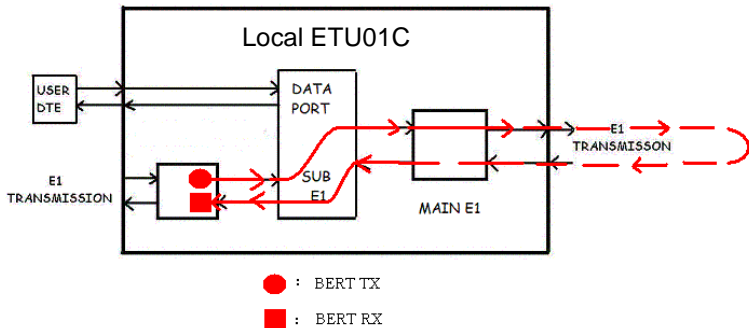 Local ETU01C
USER
DTE
DATA
PORT
E1
TRANSMISSON
E1
TRANSMISSION
SUB
E1
MAIN E1
: BERT TX
: BERT RX